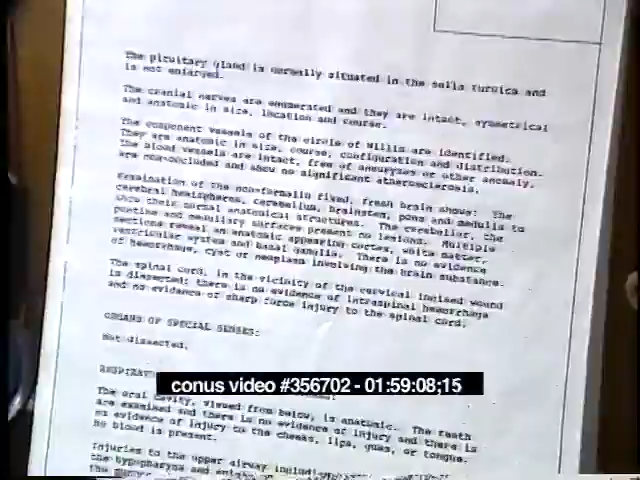 The pituitary gland is normally situated in the sella turcica and
is not enlarged.
The cranial nerves are enumerated and they are intact, symmetrical
and anatomic in size, location and course.
The component vessels of the circle of Willis are identified.
They are anatomic in size, course, configuration and distribution.
The blood vessels are intact, free of aneurysm or other anomaly,
are non-occluded and show no significant atherosclerosis.
Examination of the non-formalin fixed, fresh brain shows: The
cerebral hemispheres, cerebellum, brainstem, pons and medulla to
show their normal anatomical structures. The cerebellar, the
pontine and medullary surfaces present no lesions. Multiple
sections reveal an anatomic appearing cortex, white matter,
ventricular system and basal ganglia. There is no evidence
of hemorrhage, cyst or neoplasm involving the brain substance.
The spinal cord, in the vicinity of the cervical incised wound
is dissected; there is no evidence of intraspinal hemorrhage
and no evidence of sharp force injury to the spinal cord.
ORGANS OF SPECIAL SENSES:
Not dissected.
conus video #356702 - 01:59:08;15
The oral cavity, viewed from below, is anatomic. The teeth
are examined and there is no evidence of injury and there is
no evidence of injury to the cheeks, lips, gums, or tongue.
No blood is present.
Injuries to the upper airway
the hypopharynx and